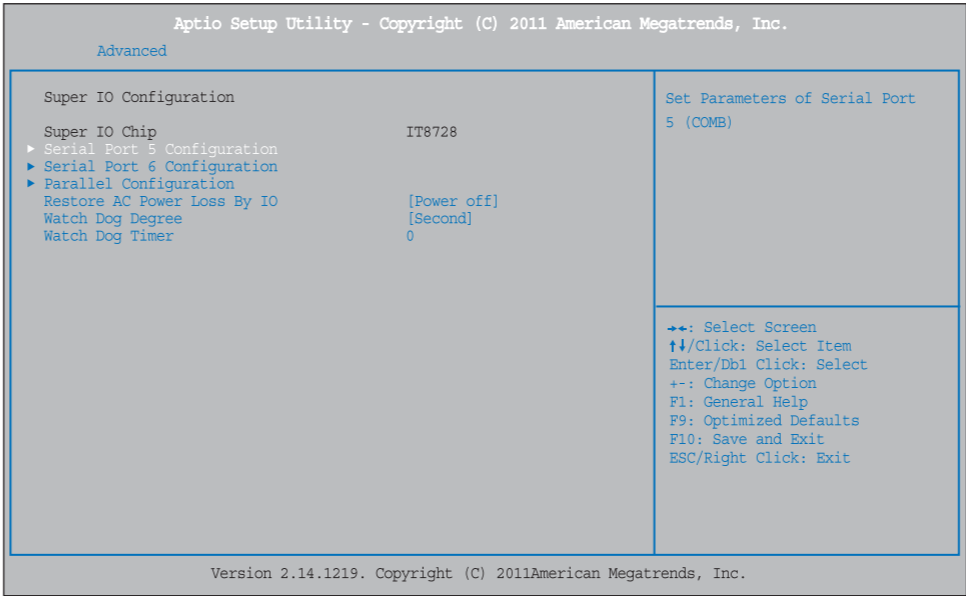 Aptio Setup Utility - Copyright (C) 2011 American Megatrends, Inc.
Advanced
Super IO Configuration
Super IO Chip IT8728
▶ Serial Port 5 Configuration
▶ Serial Port 6 Configuration
▶ Parallel Configuration
Restore AC Power Loss By IO [Power off]
Watch Dog Degree [Second]
Watch Dog Timer 0
Set Parameters of Serial Port
5 (COMB)
→←: Select Screen
↑↓/Click: Select Item
Enter/Db1 Click: Select
+-: Change Option
F1: General Help
F9: Optimized Defaults
F10: Save and Exit
ESC/Right Click: Exit
Version 2.14.1219. Copyright (C) 2011American Megatrends, Inc.